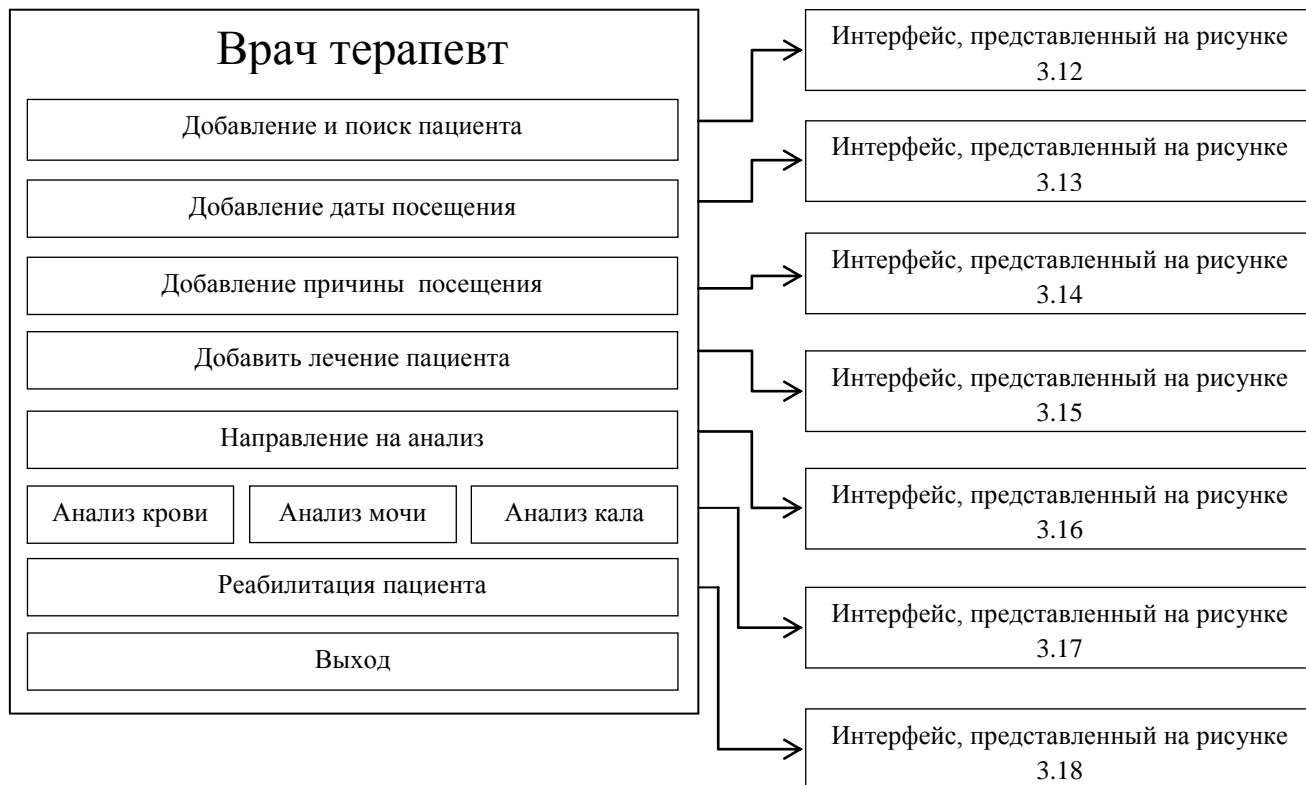 Врач терапевт
Добавление и поиск пациента
Добавление даты посещения
Добавление причины посещения
Добавить лечение пациента
Направление на анализ
Анализ крови
Анализ мочи
Анализ кала
Реабилитация пациента
Выход
Интерфейс, представленный на рисунке
3.12
Интерфейс, представленный на рисунке
3.13
Интерфейс, представленный на рисунке
3.14
Интерфейс, представленный на рисунке
3.15
Интерфейс, представленный на рисунке
3.16
Интерфейс, представленный на рисунке
3.17
Интерфейс, представленный на рисунке
3.18